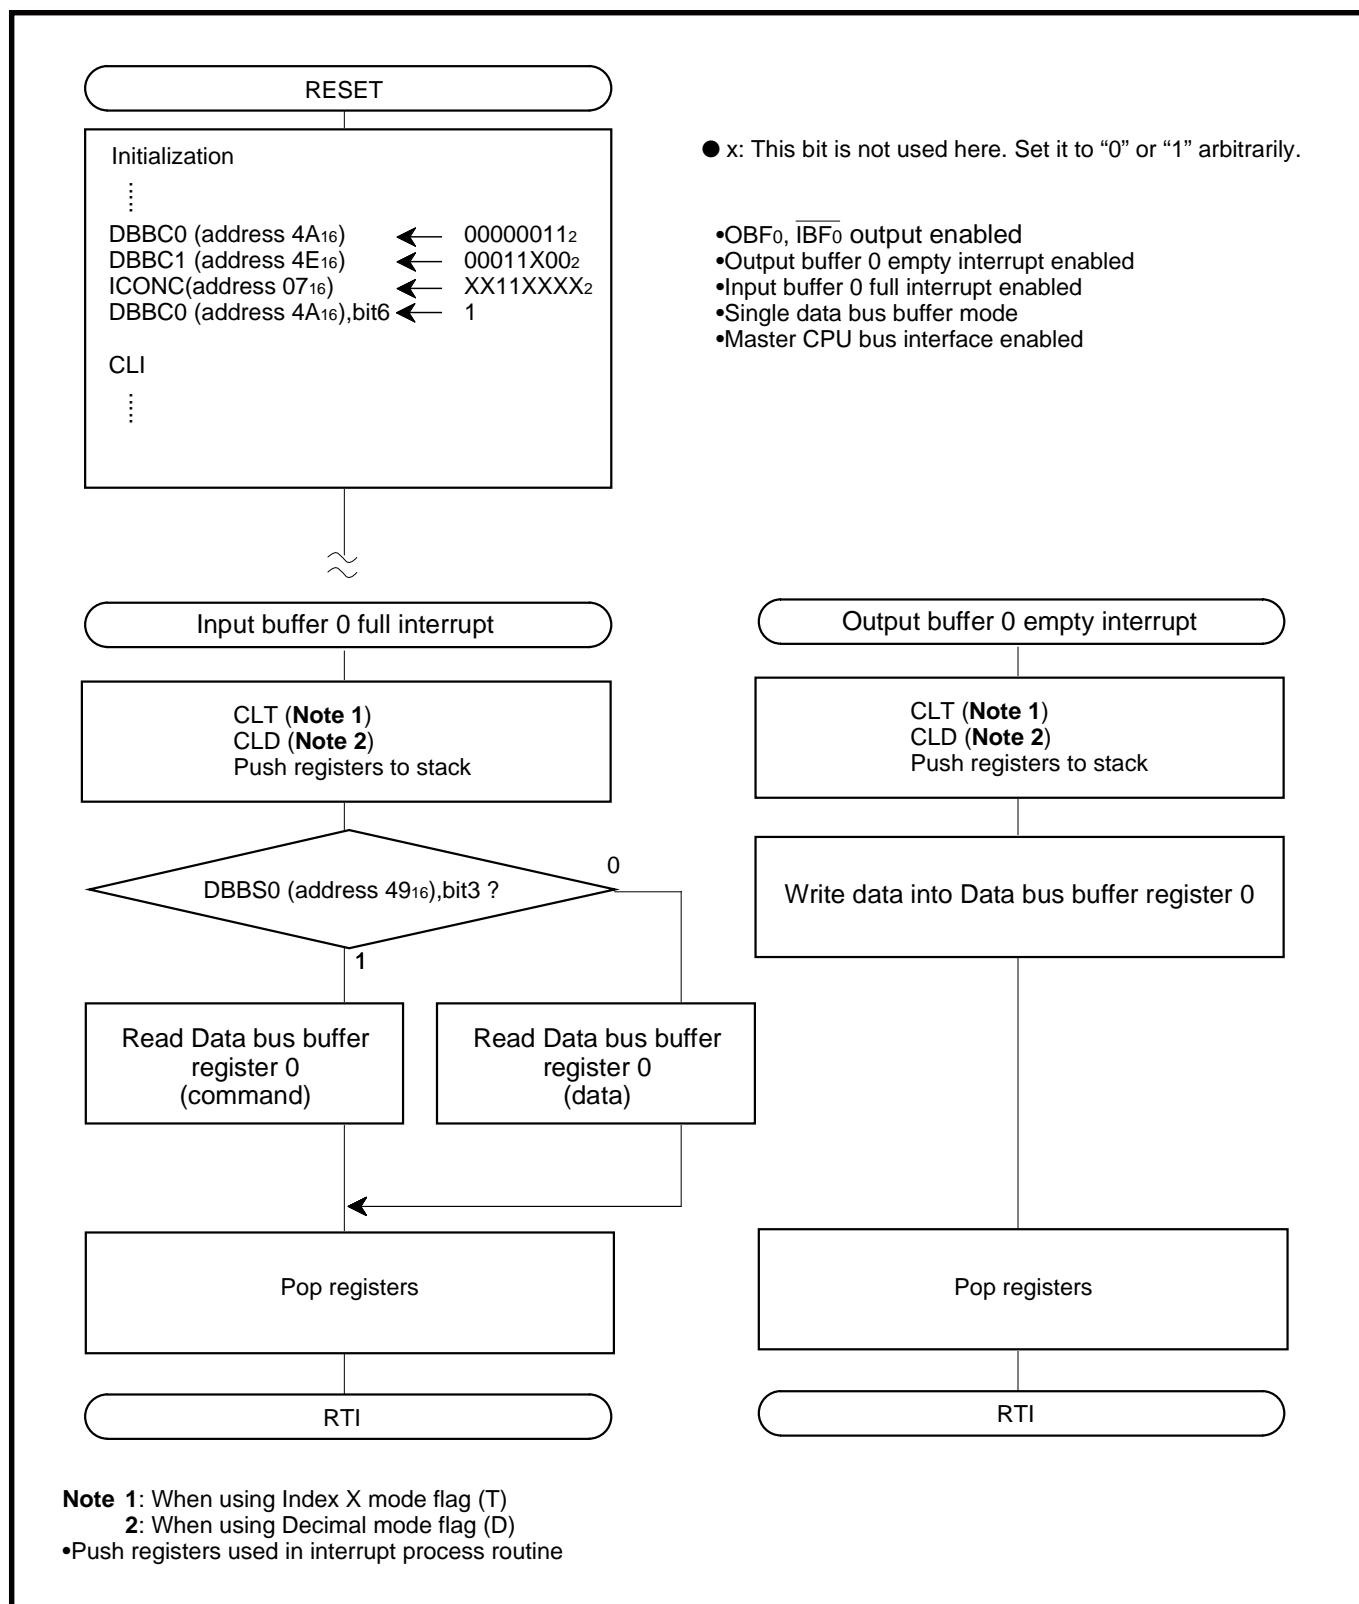 RESET
Initialization
● x: This bit is not used here. Set it to “0” or “1” arbitrarily.
DBBC0 (address 4A16) ← 000000112
DBBC1 (address 4E16) ← 00011X002
ICONC(address 0716) ← XX11XXXX2
DBBC0 (address 4A16),bit6 ← 1
CLI
•OBF0, IBF0 output enabled
•Output buffer 0 empty interrupt enabled
•Input buffer 0 full interrupt enabled
•Single data bus buffer mode
•Master CPU bus interface enabled
Input buffer 0 full interrupt
CLT (Note 1)
CLD (Note 2)
Push registers to stack
DBBS0 (address 4916),bit3 ?
0
1
Read Data bus buffer
register 0
(command)
Read Data bus buffer
register 0
(data)
Pop registers
RTI
Output buffer 0 empty interrupt
CLT (Note 1)
CLD (Note 2)
Push registers to stack
Write data into Data bus buffer register 0
Pop registers
RTI
Note 1: When using Index X mode flag (T)
2: When using Decimal mode flag (D)
•Push registers used in interrupt process routine